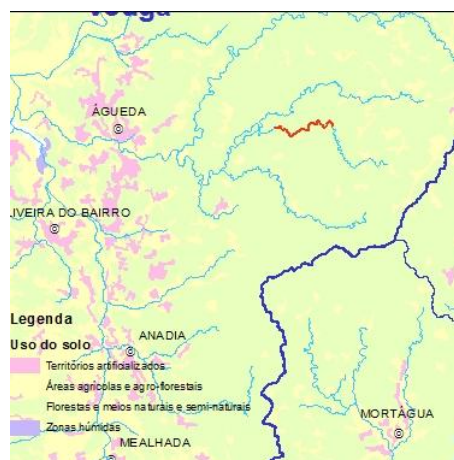 Vouga
ÁGUEDA
LIVEIRA DO BAIRRO
Legenda
Uso do solo
ANADIA
Territórios artificializados
Áreas agrícolas e agro-florestais
Florestas e meios naturais e semi-naturais
Zonas húmidas
MORTÁGUA
MEALHADA